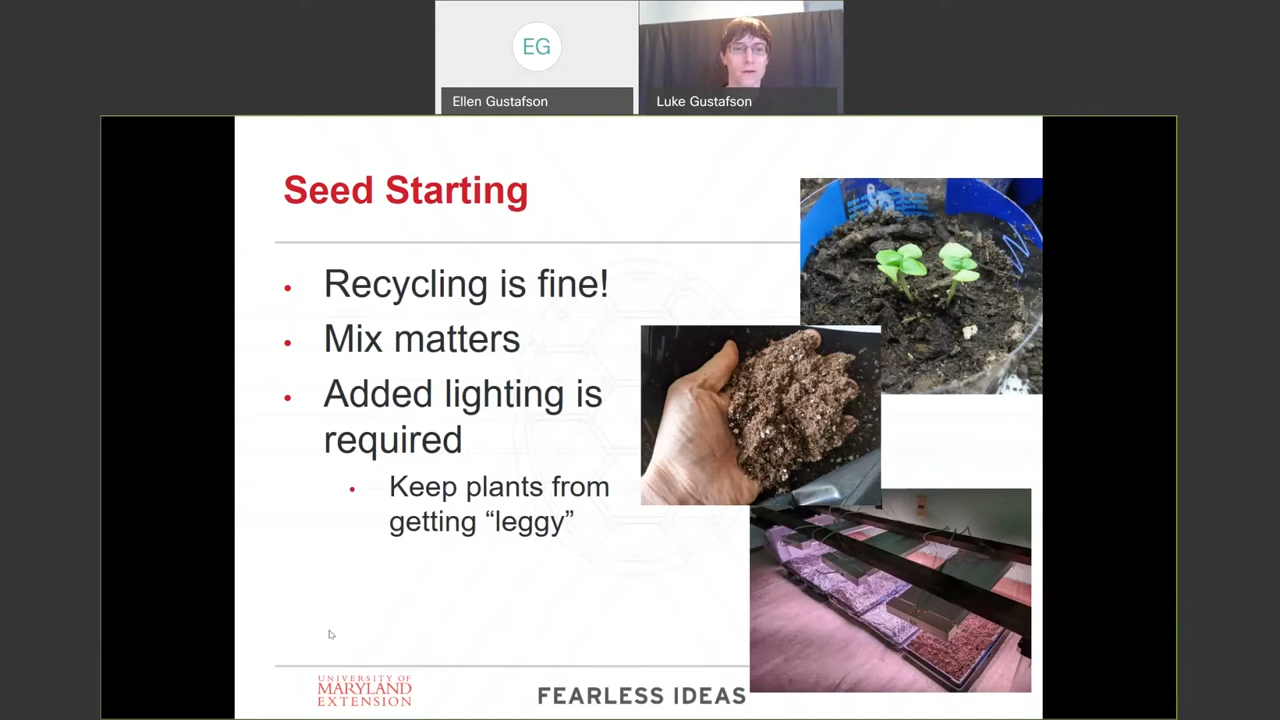 EG
Ellen Gustafson
Luke Gustafson
Seed Starting
• Recycling is fine!
• Mix matters
• Added lighting is
required
• Keep plants from
getting “leggy”
UNIVERSITY OF
MARYLAND
EXTENSION
FEARLESS IDEAS